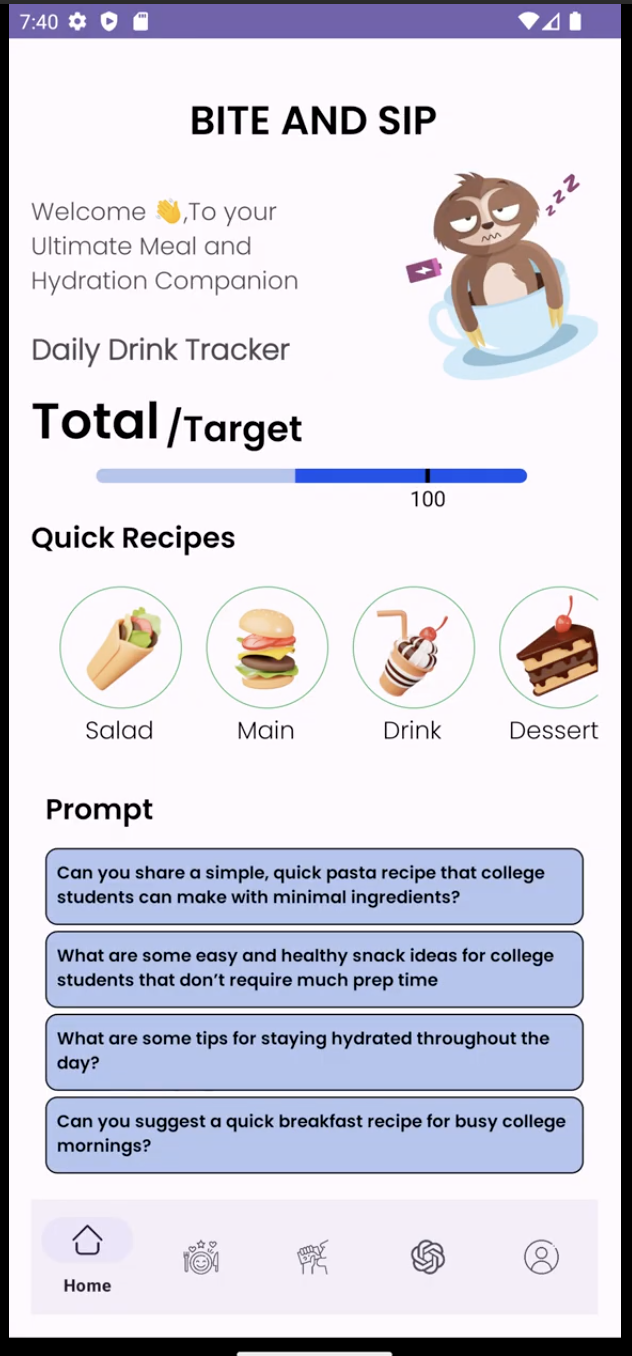 7:40
BITE AND SIP
zzZ
Welcome 👋,To your
Ultimate Meal and
Hydration Companion
Daily Drink Tracker
Total /Target
100
Quick Recipes
Salad Main Drink Dessert
Prompt
Can you share a simple, quick pasta recipe that college
students can make with minimal ingredients?
What are some easy and healthy snack ideas for college
students that don’t require much prep time
What are some tips for staying hydrated throughout the
day?
Can you suggest a quick breakfast recipe for busy college
mornings?
Home